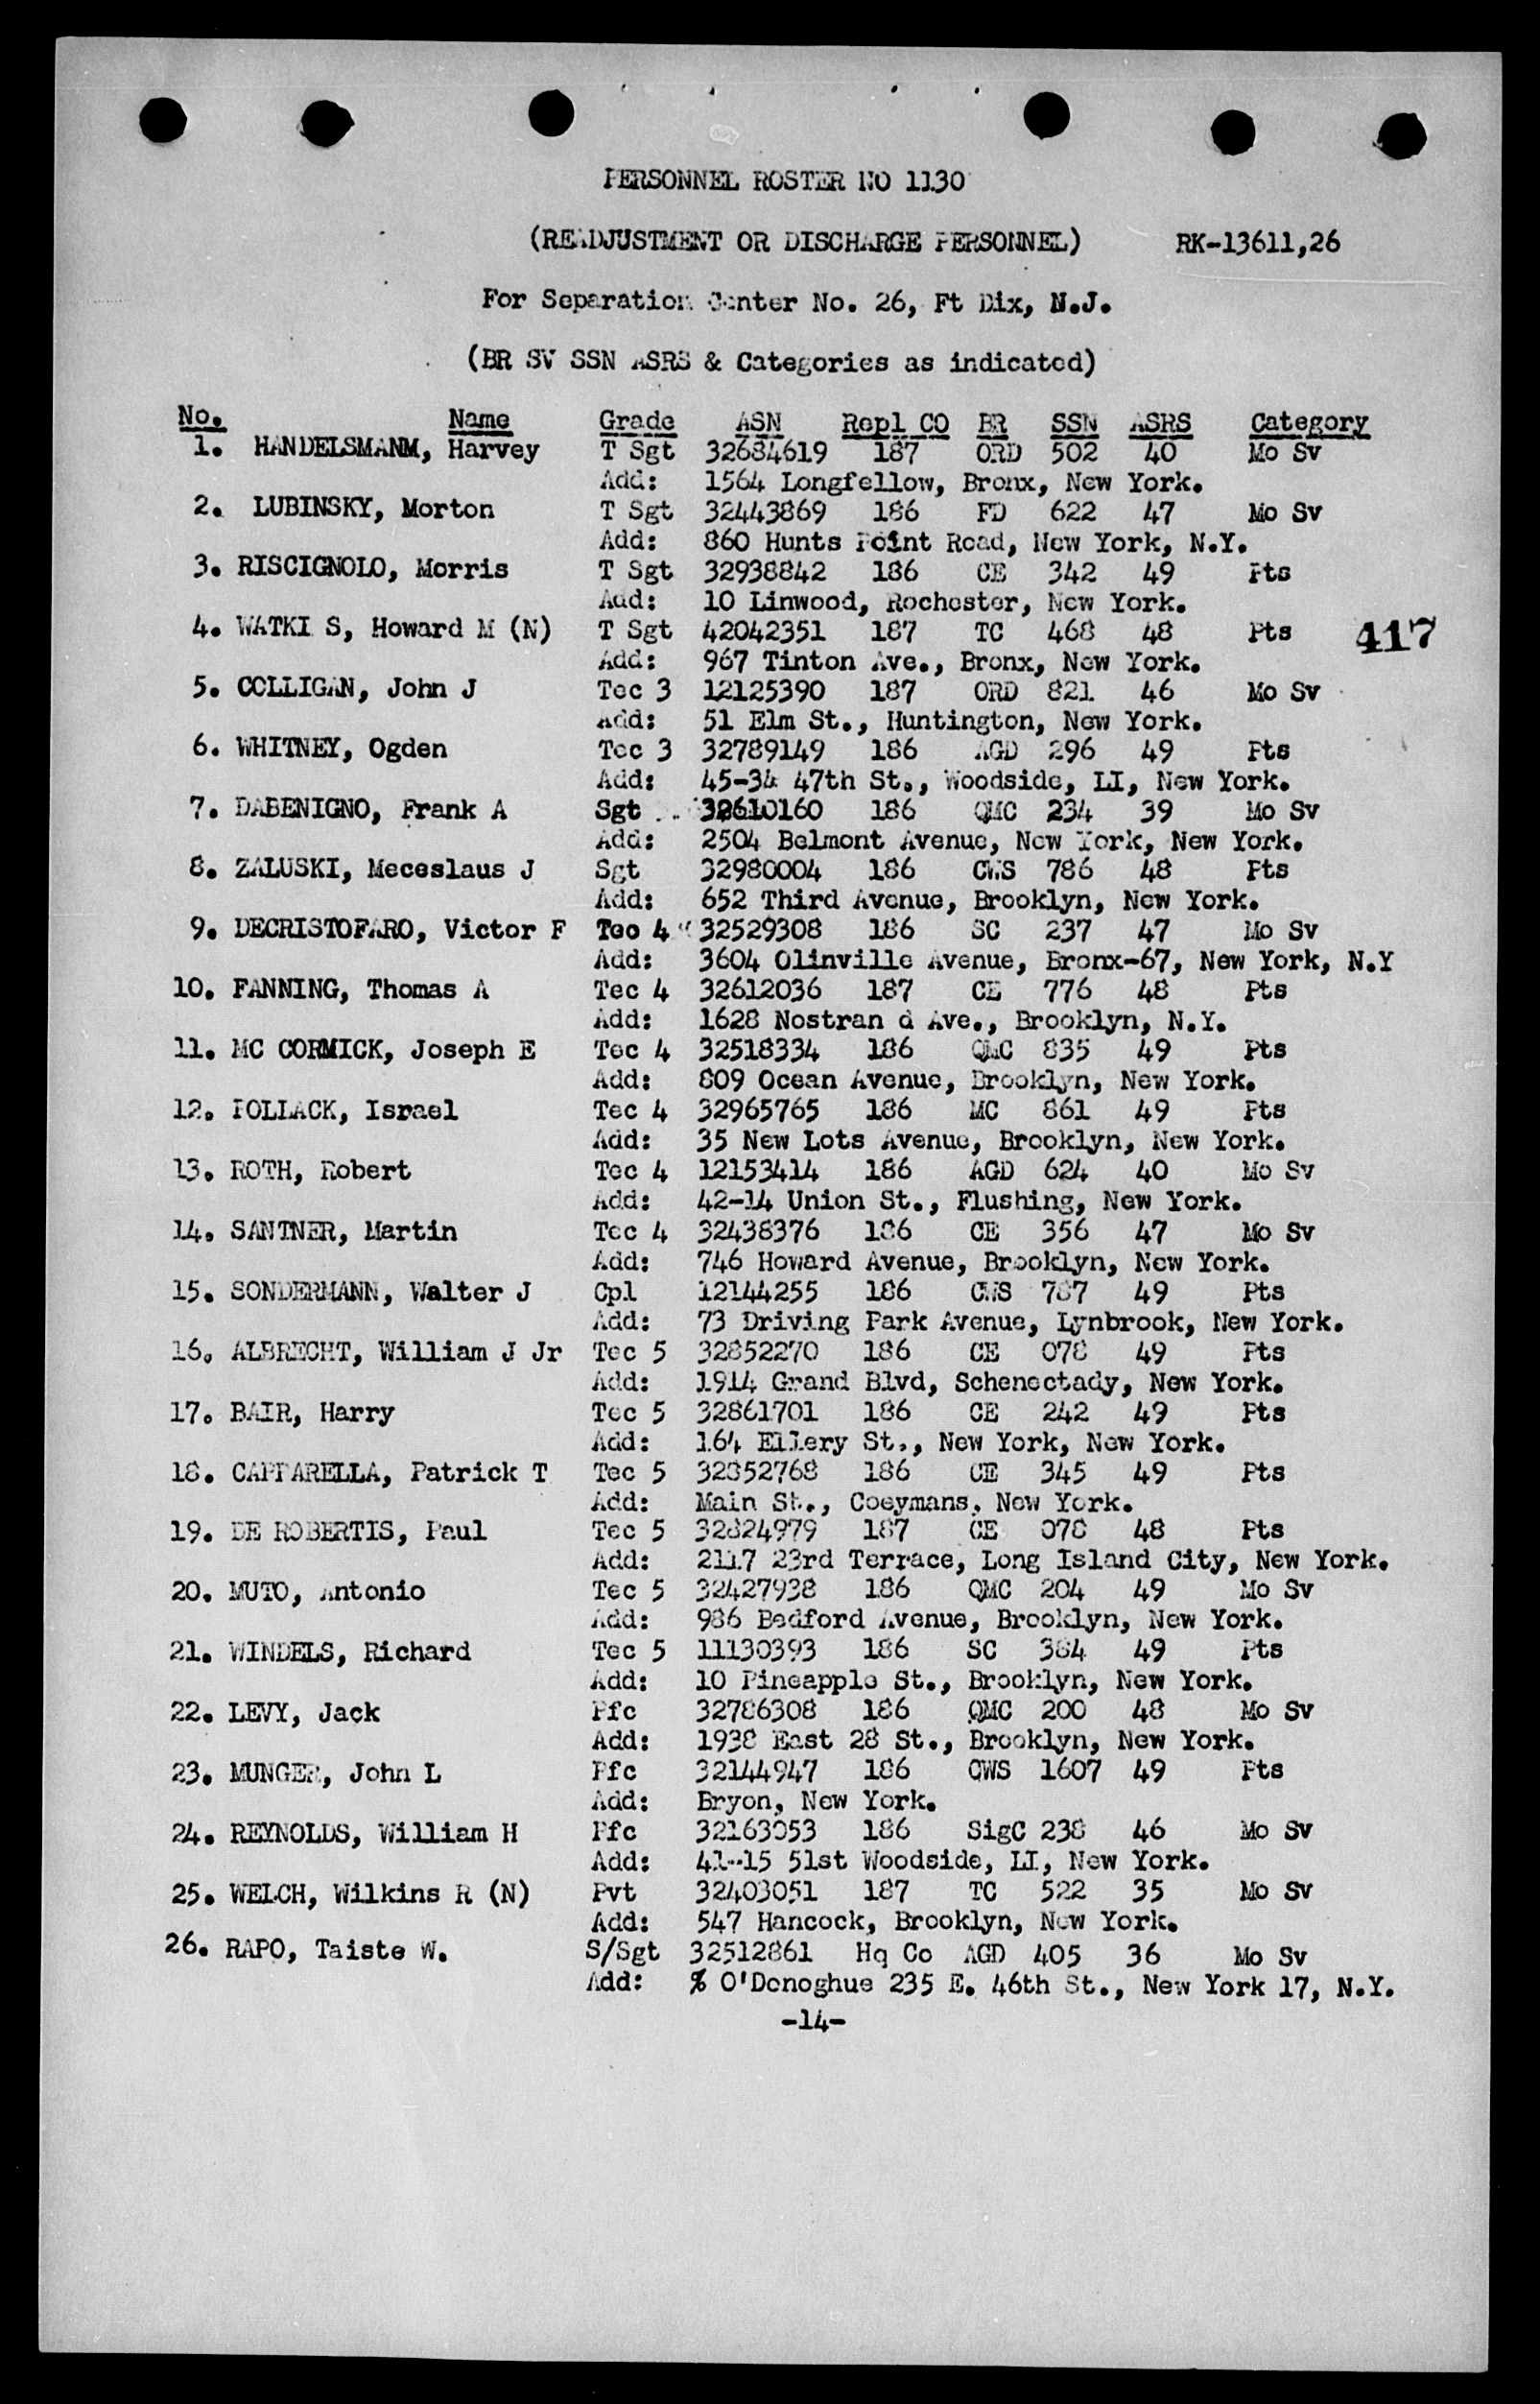 PERSONNEL ROSTER NO 1130
(READJUSTMENT OR DISCHARGE PERSONNEL) RK-13611,26
For Separation Center No. 26, Ft Dix, N.J.
(BR SV SSN ASRS & Categories as indicated)
No. Name Grade ASN Repl CO BR SSN ASRS Category
1. HANDELSMANM, Harvey T Sgt 32684619 187 ORD 502 40 Mo Sv
Add: 1564 Longfellow, Bronx, New York.
2. LUBINSKY, Morton T Sgt 32443869 186 FD 622 47 Mo Sv
Add: 860 Hunts Point Road, New York, N.Y.
3. RISCIGNOLO, Morris T Sgt 32938842 186 CE 342 49 Pts
Add: 10 Linwood, Rochester, New York.
4. WATKI S, Howard M (N) T Sgt 42042351 187 TC 468 48 Pts 417
Add: 967 Tinton Ave., Bronx, New York.
5. COLLIGAN, John J Tec 3 12125390 187 ORD 821 46 Mo Sv
Add: 51 Elm St., Huntington, New York.
6. WHITNEY, Ogden Tec 3 32789149 186 AGD 296 49 Pts
Add: 45-34 47th St., Woodside, LI, New York.
7. DABENIGNO, Frank A Sgt 32610160 186 QMC 234 39 Mo Sv
Add: 2504 Belmont Avenue, New York, New York.
8. ZALUSKI, Meceslaus J Sgt 32980004 186 CWS 786 48 Pts
Add: 652 Third Avenue, Brooklyn, New York.
9. DECRISTOFARO, Victor F Tec 4 32529308 186 SC 237 47 Mo Sv
Add: 3604 Olinville Avenue, Bronx-67, New York, N.Y
10. FANNING, Thomas A Tec 4 32612036 187 CE 776 48 Pts
Add: 1628 Nostran d Ave., Brooklyn, N.Y.
11. MC CORMICK, Joseph E Tec 4 32518334 186 QMC 835 49 Pts
Add: 809 Ocean Avenue, Brooklyn, New York.
12. POLLACK, Israel Tec 4 32965765 186 MC 861 49 Pts
Add: 35 New Lots Avenue, Brooklyn, New York.
13. ROTH, Robert Tec 4 12153414 186 AGD 624 40 Mo Sv
Add: 42-14 Union St., Flushing, New York.
14. SANTNER, Martin Tec 4 32438376 186 CE 356 47 Mo Sv
Add: 746 Howard Avenue, Brooklyn, New York.
15. SONDERMANN, Walter J Cpl 12144255 186 CWS 787 49 Pts
Add: 73 Driving Park Avenue, Lynbrook, New York.
16. ALBRECHT, William J Jr Tec 5 32852270 186 CE 078 49 Pts
Add: 1914 Grand Blvd, Schenectady, New York.
17. BAIR, Harry Tec 5 32861701 186 CE 242 49 Pts
Add: 164 Ellery St., New York, New York.
18. CAPPARELLA, Patrick T Tec 5 32852768 186 CE 345 49 Pts
Add: Main St., Coeymans, New York.
19. DE ROBERTIS, Paul Tec 5 32824979 187 CE 078 48 Pts
Add: 2117 23rd Terrace, Long Island City, New York.
20. MUTO, Antonio Tec 5 32427938 186 QMC 204 49 Mo Sv
Add: 986 Bedford Avenue, Brooklyn, New York.
21. WINDELS, Richard Tec 5 11130393 186 SC 384 49 Pts
Add: 10 Pineapple St., Brooklyn, New York.
22. LEVY, Jack Pfc 32786308 186 QMC 200 48 Mo Sv
Add: 1938 East 28 St., Brooklyn, New York.
23. MUNGER, John L Pfc 32144947 186 CWS 1607 49 Pts
Add: Bryon, New York.
24. REYNOLDS, William H Pfc 32163053 186 SigC 238 46 Mo Sv
Add: 41-15 51st Woodside, LI, New York.
25. WELCH, Wilkins R (N) Pvt 32403051 187 TC 522 35 Mo Sv
Add: 547 Hancock, Brooklyn, New York.
26. RAPO, Taiste W. S/Sgt 32512861 Hq Co AGD 405 36 Mo Sv
Add: % O'Donoghue 235 E. 46th St., New York 17, N.Y.
-14-